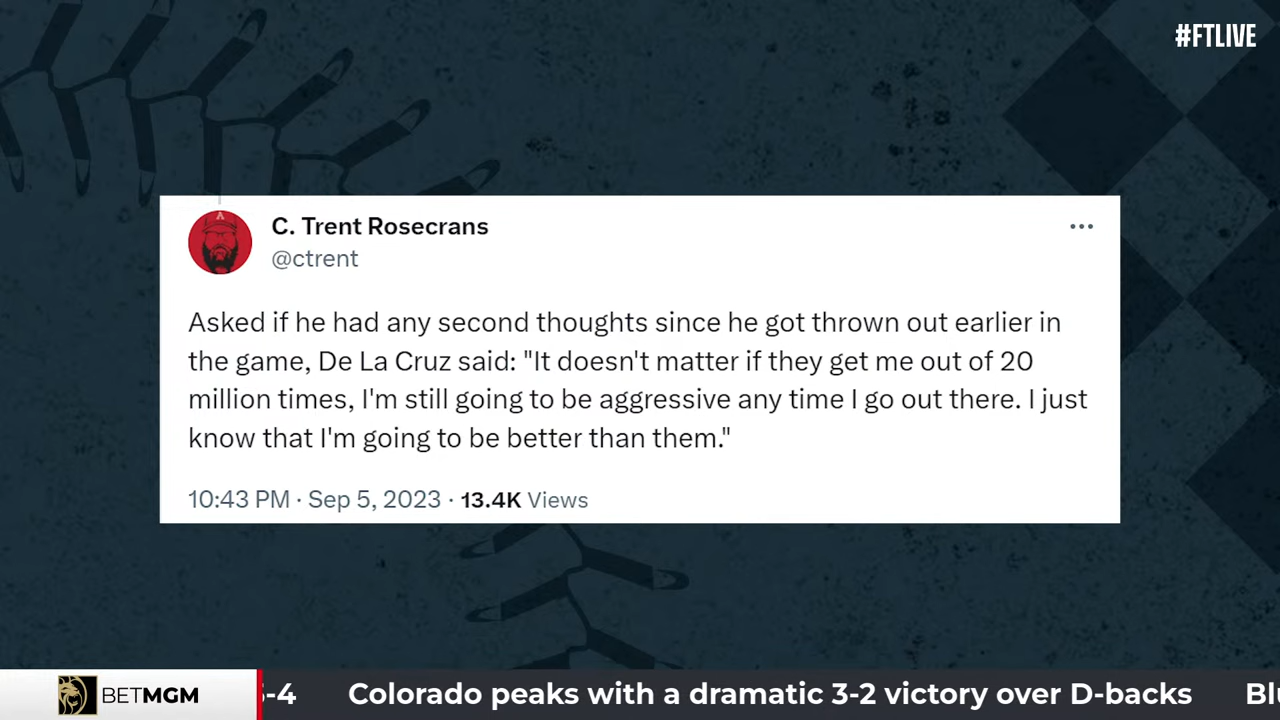 #FTLIVE
C. Trent Rosecrans
@ctrent
Asked if he had any second thoughts since he got thrown out earlier in
the game, De La Cruz said: "It doesn't matter if they get me out of 20
million times, I'm still going to be aggressive any time I go out there. I just
know that I'm going to be better than them."
10:43 PM · Sep 5, 2023 · 13.4K Views
BETMGM
-4 Colorado peaks with a dramatic 3-2 victory over D-backs